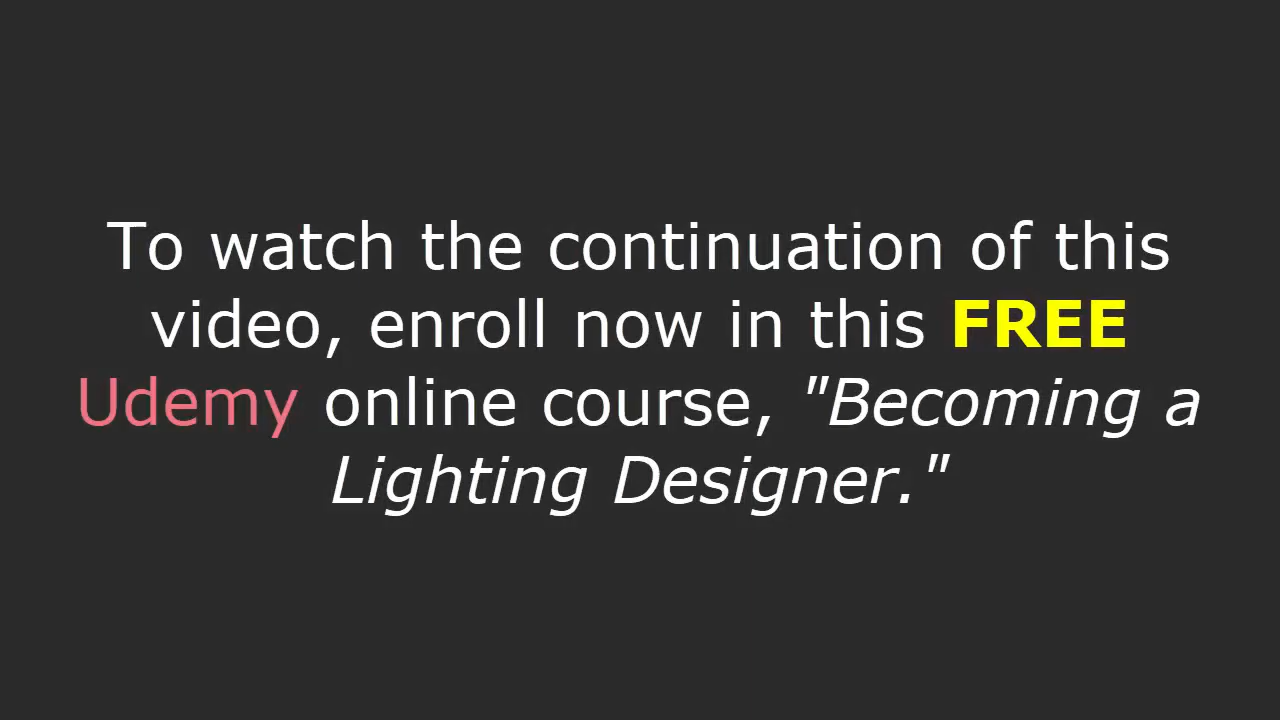 To watch the continuation of this
video, enroll now in this FREE
Udemy online course, "Becoming a
Lighting Designer."